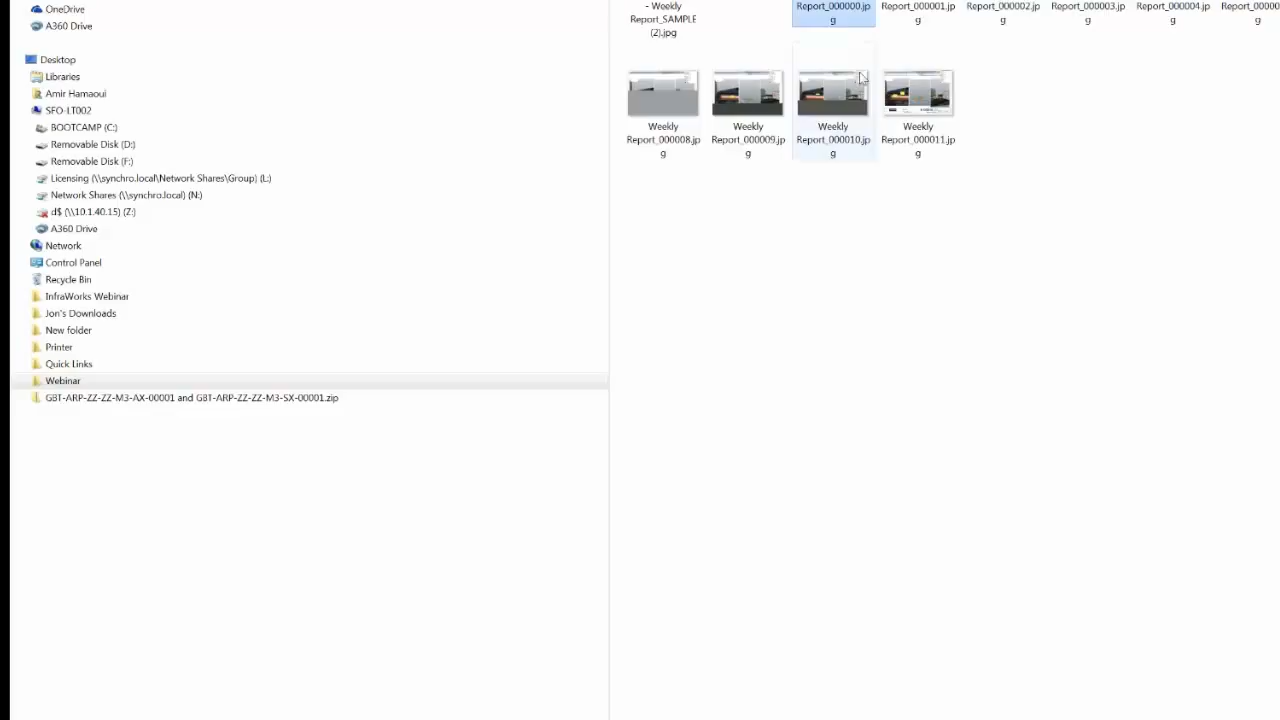 OneDrive
A360 Drive
Desktop
Libraries
Amir Hamaoui
SFO-LT002
BOOTCAMP (C:)
Removable Disk (D:)
Removable Disk (F:)
Licensing (\\synchro.local\Network Shares\Group) (L:)
Network Shares (\\synchro.local) (N:)
d$ (\\10.1.40.15) (Z:)
A360 Drive
Network
Control Panel
Recycle Bin
InfraWorks Webinar
Jon's Downloads
New folder
Printer
Quick Links
Webinar
GBT-ARP-ZZ-ZZ-M3-AX-00001 and GBT-ARP-ZZ-ZZ-M3-SX-00001.zip
- Weekly
Report_SAMPLE
(2).jpg
Report_000000.jp
g
Report_000001.jp
g
Report_000002.jp
g
Report_000003.jp
g
Report_000004.jp
g
Report_00000
g
Weekly
Report_000008.jp
g
Weekly
Report_000009.jp
g
Weekly
Report_000010.jp
g
Weekly
Report_000011.jp
g